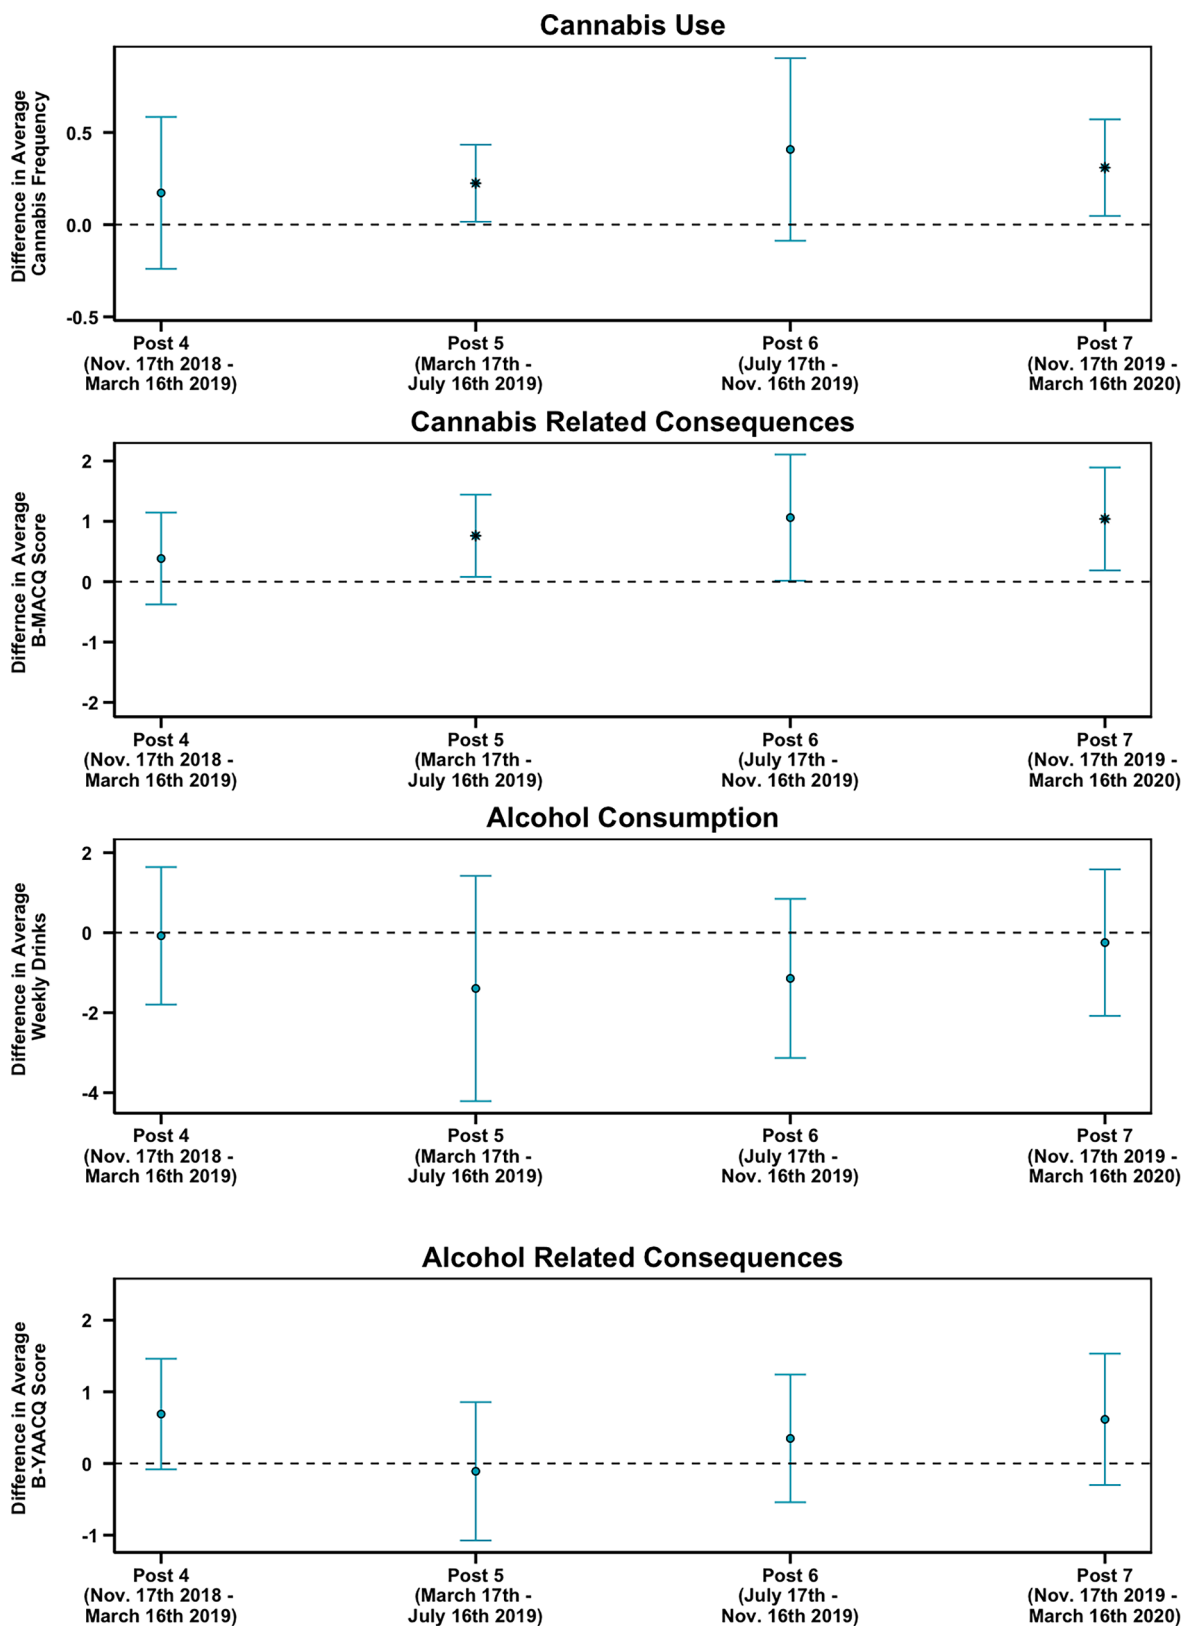 Cannabis Use
Difference in Average
Cannabis Frequency
0.5
0.0
-0.5
Post 4
(Nov. 17th 2018 -
March 16th 2019)
Post 5
(March 17th -
July 16th 2019)
Post 6
(July 17th -
Nov. 16th 2019)
Post 7
(Nov. 17th 2019 -
March 16th 2020)
Cannabis Related Consequences
Differnce in Average
B-MACQ Score
2
1
0
-1
-2
Post 4
(Nov. 17th 2018 -
March 16th 2019)
Post 5
(March 17th -
July 16th 2019)
Post 6
(July 17th -
Nov. 16th 2019)
Post 7
(Nov. 17th 2019 -
March 16th 2020)
Alcohol Consumption
Difference in Average
Weekly Drinks
2
0
-2
-4
Post 4
(Nov. 17th 2018 -
March 16th 2019)
Post 5
(March 17th -
July 16th 2019)
Post 6
(July 17th -
Nov. 16th 2019)
Post 7
(Nov. 17th 2019 -
March 16th 2020)
Alcohol Related Consequences
Difference in Average
B-YAACQ Score
2
1
0
-1
Post 4
(Nov. 17th 2018 -
March 16th 2019)
Post 5
(March 17th -
July 16th 2019)
Post 6
(July 17th -
Nov. 16th 2019)
Post 7
(Nov. 17th 2019 -
March 16th 2020)